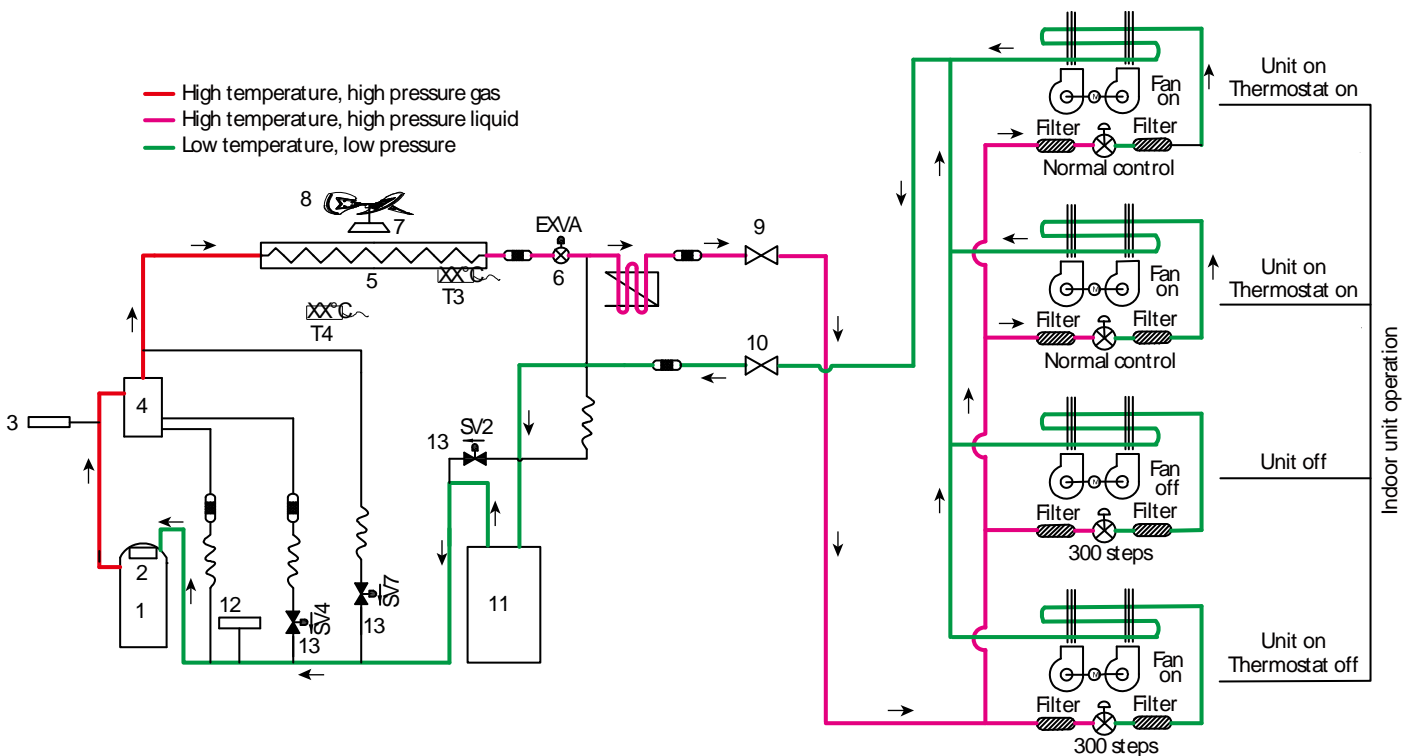 High temperature, high pressure gas
High temperature, high pressure liquid
Low temperature, low pressure
8
7
5
XX°C
T3
XX°C
T4
EXVA
6
9
10
3
4
SV2
13
2
1
12
SV4
13
SV7
13
11
Fan
on
M
Filter
Filter
Normal control
Unit on
Thermostat on
Fan
on
M
Filter
Filter
Normal control
Unit on
Thermostat on
Fan
off
M
Filter
Filter
300 steps
Unit off
Fan
on
M
Filter
Filter
300 steps
Unit on
Thermostat off
Indoor unit operation